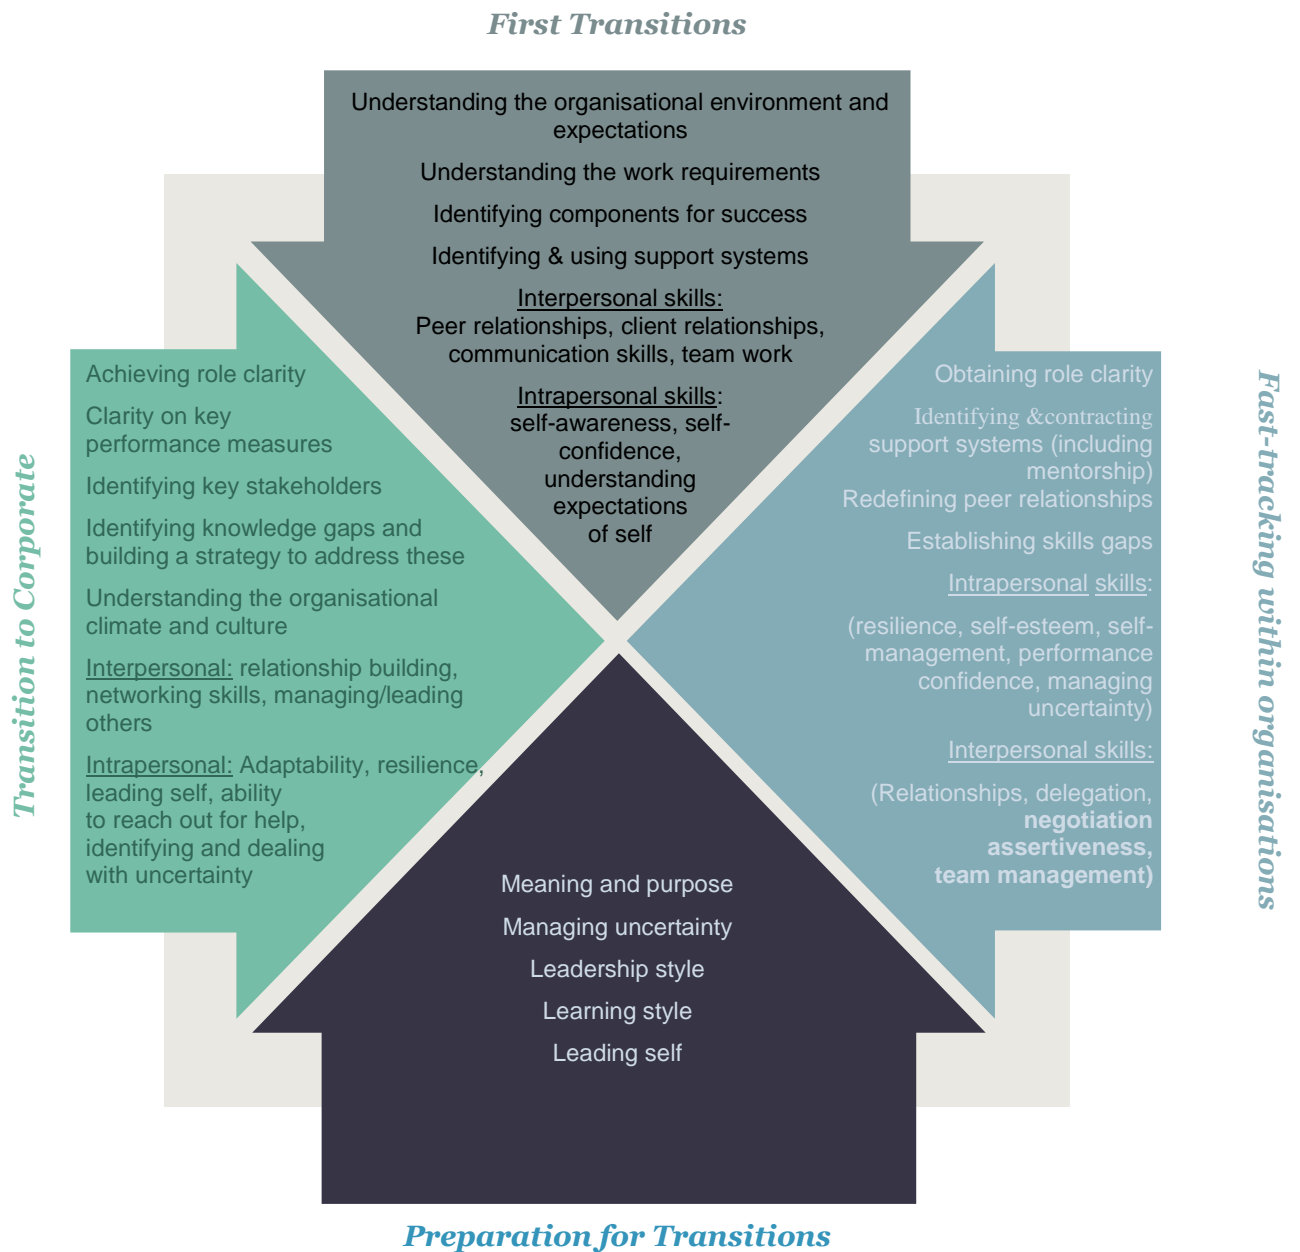 First Transitions
Understanding the organisational environment and
expectations
Understanding the work requirements
Identifying components for success
Identifying & using support systems
Interpersonal skills:
Peer relationships, client relationships,
communication skills, team work
Intrapersonal skills:
self-awareness, self-
confidence,
understanding
expectations
of self
Transition to Corporate
Achieving role clarity
Clarity on key
performance measures
Identifying key stakeholders
Identifying knowledge gaps and
building a strategy to address these
Understanding the organisational
climate and culture
Interpersonal: relationship building,
networking skills, managing/leading
others
Intrapersonal: Adaptability, resilience,
leading self, ability
to reach out for help,
identifying and dealing
with uncertainty
Obtaining role clarity
Identifying &contracting
support systems (including
mentorship)
Redefining peer relationships
Establishing skills gaps
Intrapersonal skills:
(resilience, self-esteem, self-
management, performance
confidence, managing
uncertainty)
Interpersonal skills:
(Relationships, delegation,
negotiation
assertiveness,
team management)
Fast-tracking within organisations
Meaning and purpose
Managing uncertainty
Leadership style
Learning style
Leading self
Preparation for Transitions